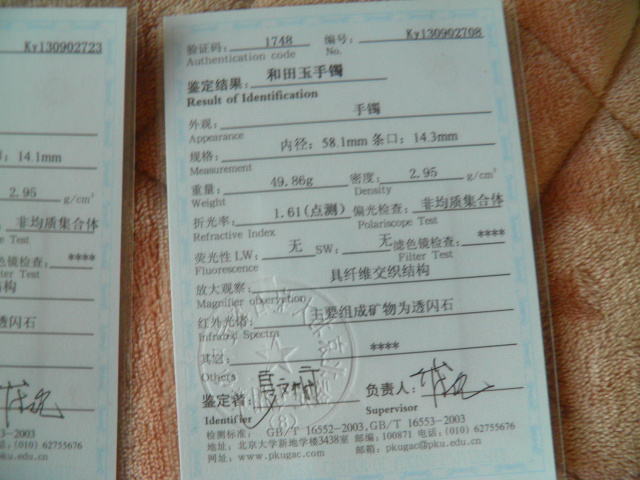 Ky130902723
14.1mm
2.95 g/cm³
非均质集合体
Test
色镜检查: ****
lter Test
构
透闪石
3-2003
(010) 62755676
u.edu.cn
验证码: 1748 编号: Ky130902708
Authentication code No.
鉴定结果: 和田玉手镯
Result of Identification
外观: 手镯
Appearance
规格: 内径: 58.1mm 条口: 14.3mm
Measurement
重量: 49.86g 密度: 2.95 g/cm³
Weight Density
折光率: 1.61(点测) 偏光检查: 非均质集合体
Refractive Index Polariscope Test
荧光性 LW: 无 SW: 无 滤色镜检查: ****
Fluorescence Filter Test
放大观察: 具纤维交织结构
Magnifier observation
红外光谱: 主要组成矿物为透闪石
Infrared Spectra
其它: ****
Others
鉴定者: 负责人:
Identifier Supervisor
检测标准: GB/T 16552-2003, GB/T 16553-2003
地址: 北京大学新地学楼3438室 邮编: 100871 电话: (010) 62755676
网址: www.pkugac.com 邮箱: pkugac@pku.edu.cn